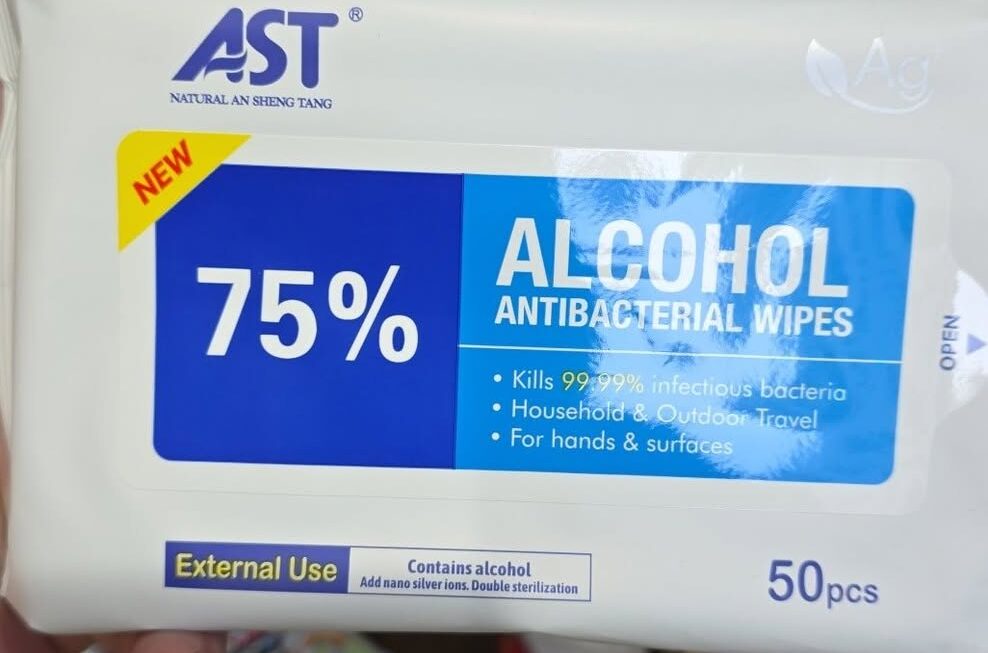 AST®
NATURAL AN SHENG TANG
Ag
NEW
75%
ALCOHOL
ANTIBACTERIAL WIPES
• Kills 99.99% infectious bacteria
• Household & Outdoor Travel
• For hands & surfaces
OPEN
External Use
Contains alcohol
Add nano silver ions. Double sterilization
50pcs